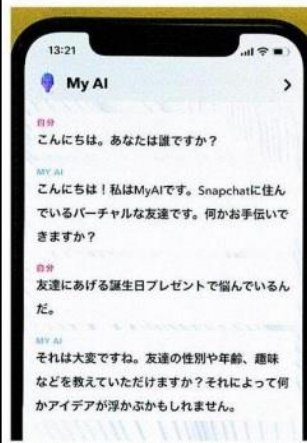 13:21
My AI
自分
こんにちは。あなたは誰ですか？
MY AI
こんにちは！私はMyAIです。Snapchatに住ん
でいるバーチャルな友達です。何かお手伝いで
きますか？
自分
友達にあげる誕生日プレゼントで悩んでいるん
だ。
MY AI
それは大変ですね。友達の性別や年齢、趣味
などを教えていただけますか？それによって何
かアイデアが浮かぶかもしれません。